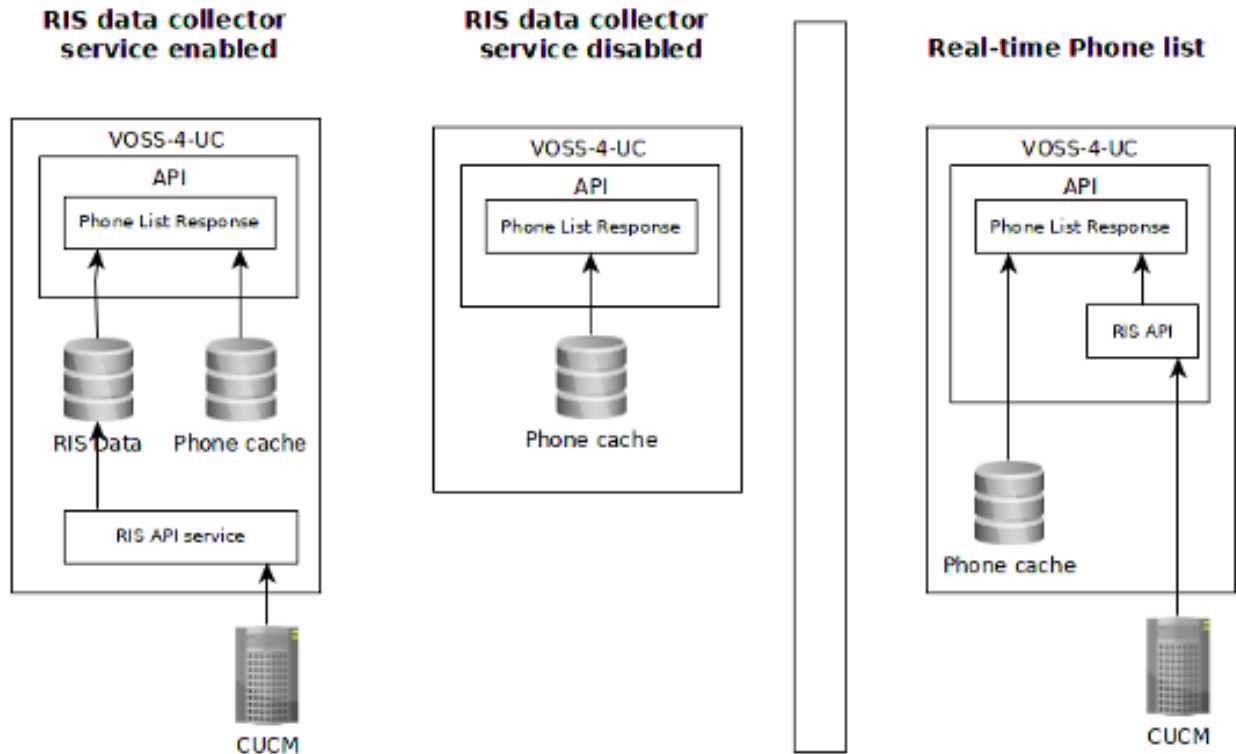 RIS data collector
service enabled
VOSS-4-UC
API
Phone List Response
RIS Data
Phone cache
RIS API service
CUCM
RIS data collector
service disabled
VOSS-4-UC
API
Phone List Response
Phone cache
Real-time Phone list
VOSS-4-UC
API
Phone List Response
RIS API
Phone cache
CUCM